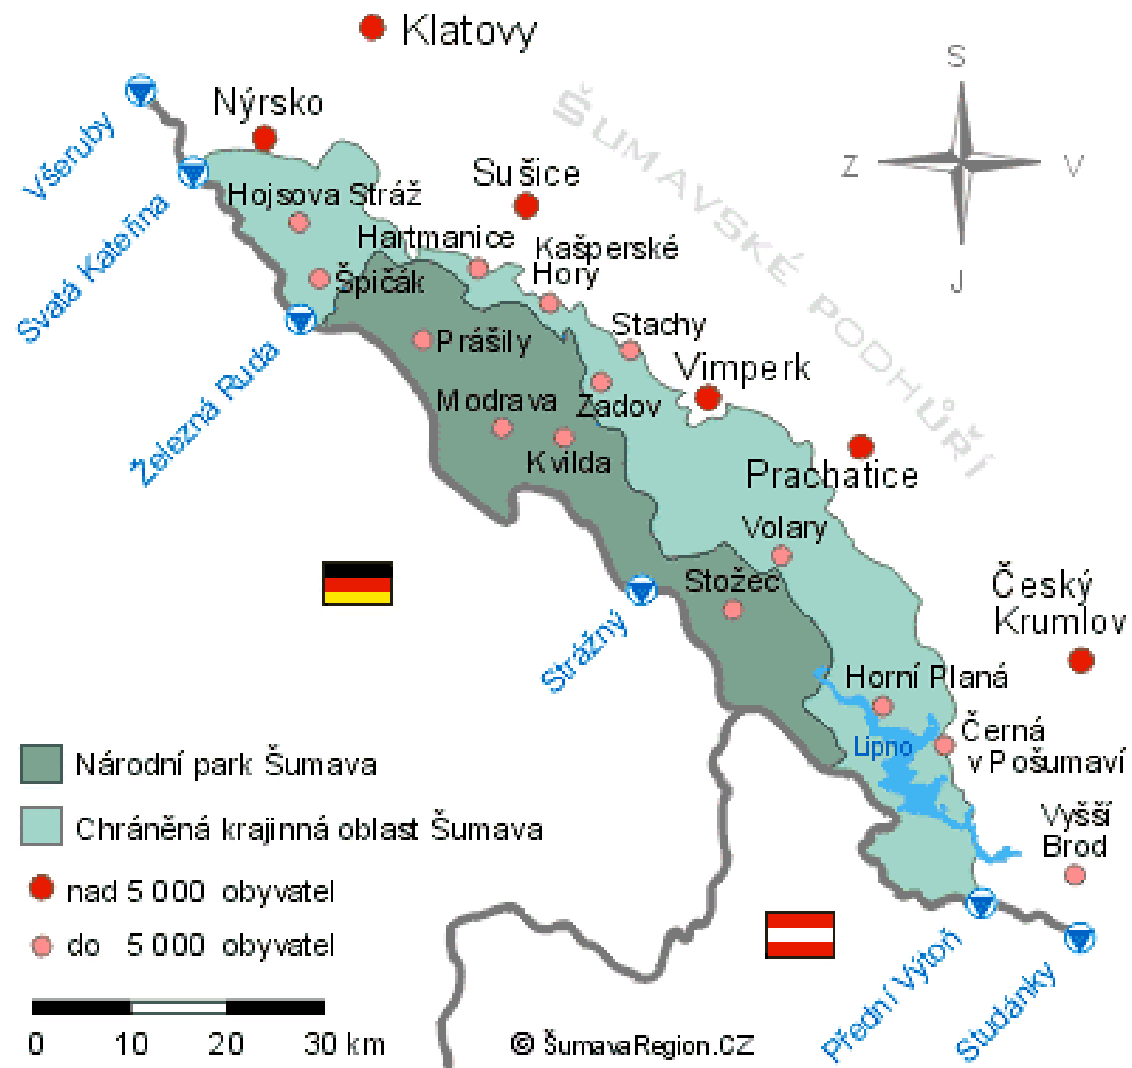 Klatovy
S
Nýrsko
Všeruby
ŠUMAVSKÉ PODHŮŘÍ
Z
V
Sušice
Hojsova Stráž
Svatá Kateřina
Hartmanice
Kašperské
Hory
J
Špičák
Stachy
Prášily
Železná Ruda
Vimperk
Modrava
Zadov
Kvilda
Prachatice
Volary
Stožec
Český
Krumlov
Strážný
Horní Planá
Lipno
Černá
v Pošumaví
Národní park Šumava
Chráněná krajinná oblast Šumava
Vyšší
Brod
nad 5 000 obyvatel
do 5 000 obyvatel
Přední Výtoň
Studánky
0 10 20 30 km
© ŠumavaRegion.CZ